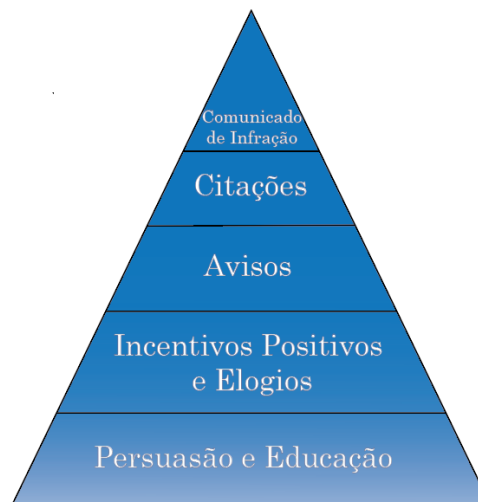 Comunicado
de Infração
Citações
Avisos
Incentivos Positivos
e Elogios
Persuasão e Educação